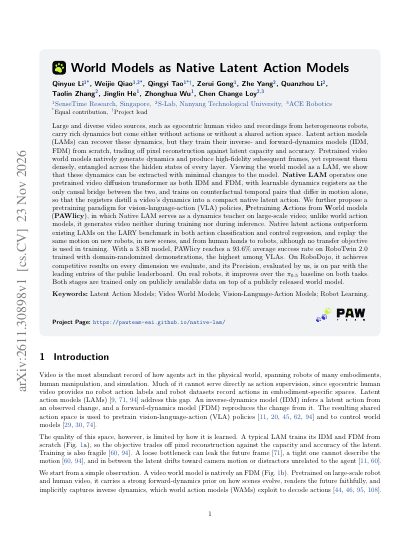 World Models as Native Latent Action Models
Qinyue Li1*, Weijie Qiao1,2*, Qingyi Tao1*†, Zerui Gong2, Zhe Yang2, Quanzhou Li2,
Taolin Zhang2, Jinglin He1, Zhonghua Wu1, Chen Change Loy2,3
1SenseTime Research, Singapore, 2S-Lab, Nanyang Technological University, 3ACE Robotics
*Equal contribution, †Project lead
Large and diverse video sources, such as egocentric human video and recordings from heterogeneous robots,
carry rich dynamics but come either without actions or without a shared action space. Latent action models
(LAMs) can recover these dynamics, but they train their inverse- and forward-dynamics models (IDM,
FDM) from scratch, trading off pixel reconstruction against latent capacity and accuracy. Pretrained video
world models natively generate dynamics and produce high-fidelity subsequent frames, yet represent them
densely, entangled across the hidden states of every layer. Viewing the world model as a LAM, we show
that these dynamics can be extracted with minimal changes to the model. Native LAM operates one
pretrained video diffusion transformer as both IDM and FDM, with learnable dynamics registers as the
only causal bridge between the two, and trains on counterfactual temporal pairs that differ in motion alone,
so that the registers distill a video's dynamics into a compact native latent action. We further propose a
pretraining paradigm for vision-language-action (VLA) policies, Pretraining Actions from World models
(PAWlicy), in which Native LAM serves as a dynamics teacher on large-scale video; unlike world action
models, it generates video neither during training nor during inference. Native latent actions outperform
existing LAMs on the LARY benchmark in both action classification and control regression, and replay the
same motion on new robots, in new scenes, and from human hands to robots, although no transfer objective
is used in training. With a 3.8B model, PAWlicy reaches a 93.6% average success rate on RoboTwin 2.0
trained with domain-randomized demonstrations, the highest among VLAs. On RoboDojo, it achieves
competitive results on every dimension we evaluate, and its Precision, evaluated by us, is on par with the
leading entries of the public leaderboard. On real robots, it improves over the π0.5 baseline on both tasks.
Both stages are trained only on publicly available data on top of a publicly released world model.
Keywords: Latent Action Models; Video World Models; Vision-Language-Action Models; Robot Learning.
PAW
TEAM
Project Page: https://pawteam-eai.github.io/native-lam/
arXiv:2611.30898v1 [cs.CV] 23 Nov 2026
1 Introduction
Video is the most abundant record of how agents act in the physical world, spanning robots of many embodiments,
human manipulation, and simulation. Much of it cannot serve directly as action supervision, since egocentric human
video provides no robot action labels and robot datasets record actions in embodiment-specific spaces. Latent
action models (LAMs) [9, 71, 94] address this gap. An inverse-dynamics model (IDM) infers a latent action from
an observed change, and a forward-dynamics model (FDM) reproduces the change from it. The resulting shared
action space is used to pretrain vision-language-action (VLA) policies [11, 20, 45, 62, 94] and to control world
models [29, 30, 74].
The quality of this space, however, is limited by how it is learned. A typical LAM trains its IDM and FDM from
scratch (Fig. 1a), so the objective trades off pixel reconstruction against the capacity and accuracy of the latent.
Training is also fragile [60, 94]. A loose bottleneck can leak the future frame [71], a tight one cannot describe the
motion [60, 94], and in between the latent drifts toward camera motion or distractors unrelated to the agent [11, 60].
We start from a simple observation. A video world model is natively an FDM (Fig. 1b). Pretrained on large-scale robot
and human video, it carries a strong forward-dynamics prior on how scenes evolve, renders the future faithfully, and
implicitly captures inverse dynamics, which world action models (WAMs) exploit to decode actions [44, 46, 95, 108].
1